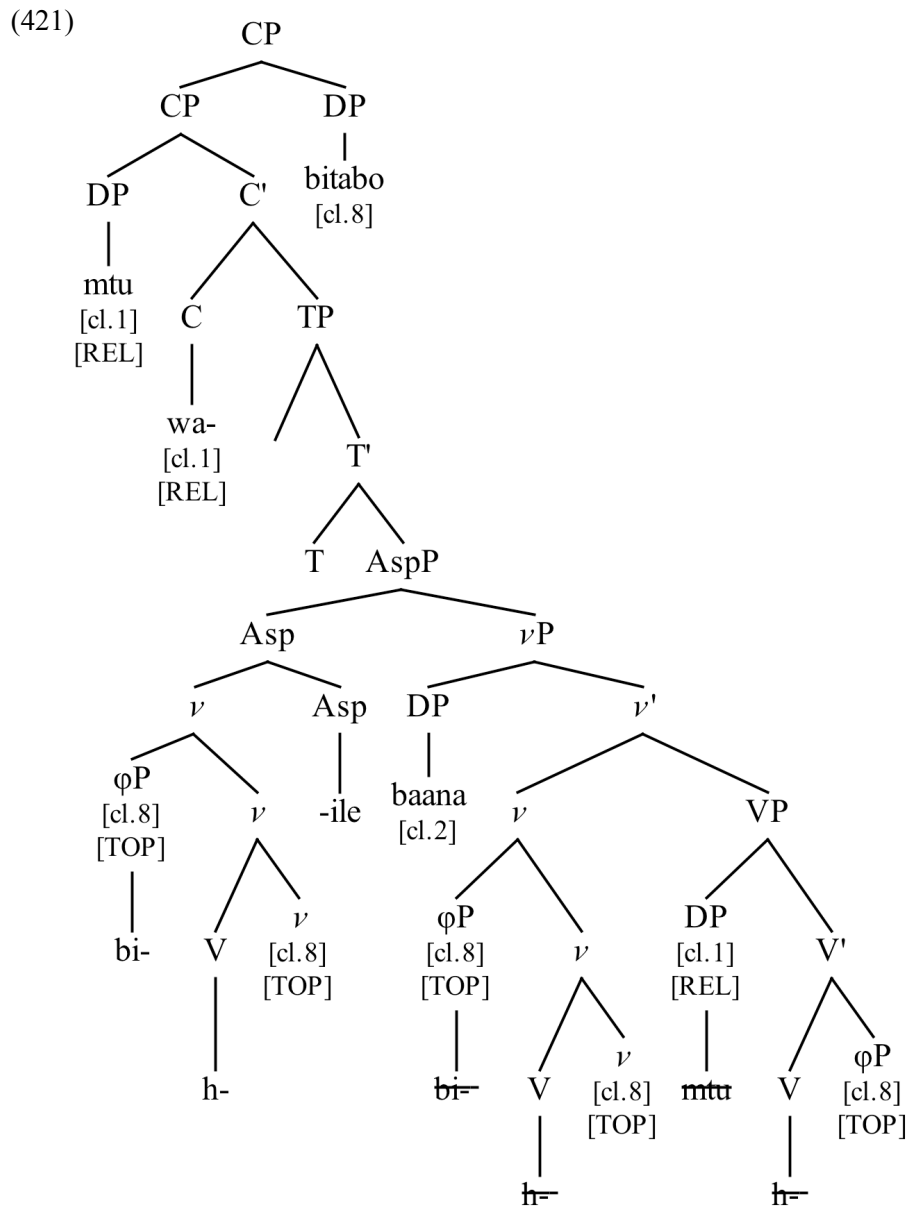 (421)
CP
CP DP
bitabo
[cl.8]
DP C'
mtu
[cl.1]
[REL]
C TP
wa-
[cl.1]
[REL]
T'
T AspP
Asp νP
ν Asp DP ν'
φP
[cl.8]
[TOP]
ν -ile baana
[cl.2]
ν VP
bi- V ν
[cl.8]
[TOP]
φP
[cl.8]
[TOP]
ν DP
[cl.1]
[REL]
V'
h- bi- V ν
[cl.8]
[TOP]
mtu V φP
[cl.8]
[TOP]
h- h-